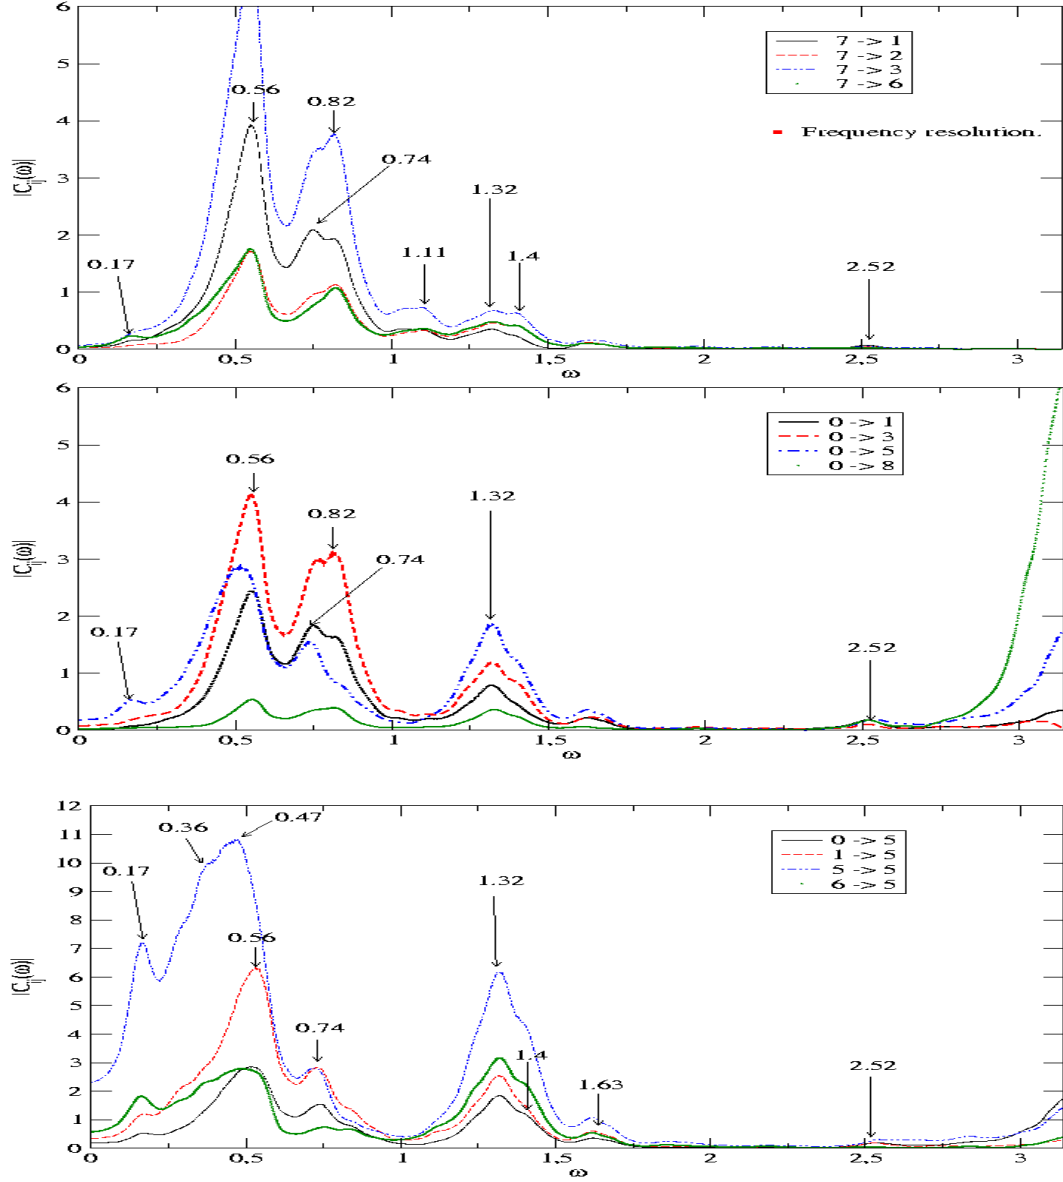 6
5
4
3
2
1
0
|C_ij(ω)|
7 -> 1
7 -> 2
7 -> 3
7 -> 6
Frequency resolution.
0.56
0.82
0.74
0.17
1.11
1.32
1.4
2.52
0 0,5 1 1,5 2 2,5 3
ω
6
5
4
3
2
1
0
|C_ij(ω)|
0 -> 1
0 -> 3
0 -> 5
0 -> 8
0.56
0.82
0.74
0.17
1.32
2.52
0 0,5 1 1,5 2 2,5 3
ω
12
11
10
9
8
7
6
5
4
3
2
1
0
|C_ij(ω)|
0 -> 5
1 -> 5
5 -> 5
6 -> 5
0.36
0.47
0.17
0.56
0.74
1.32
1.4
1.63
2.52
0 0,5 1 1,5 2 2,5 3
ω